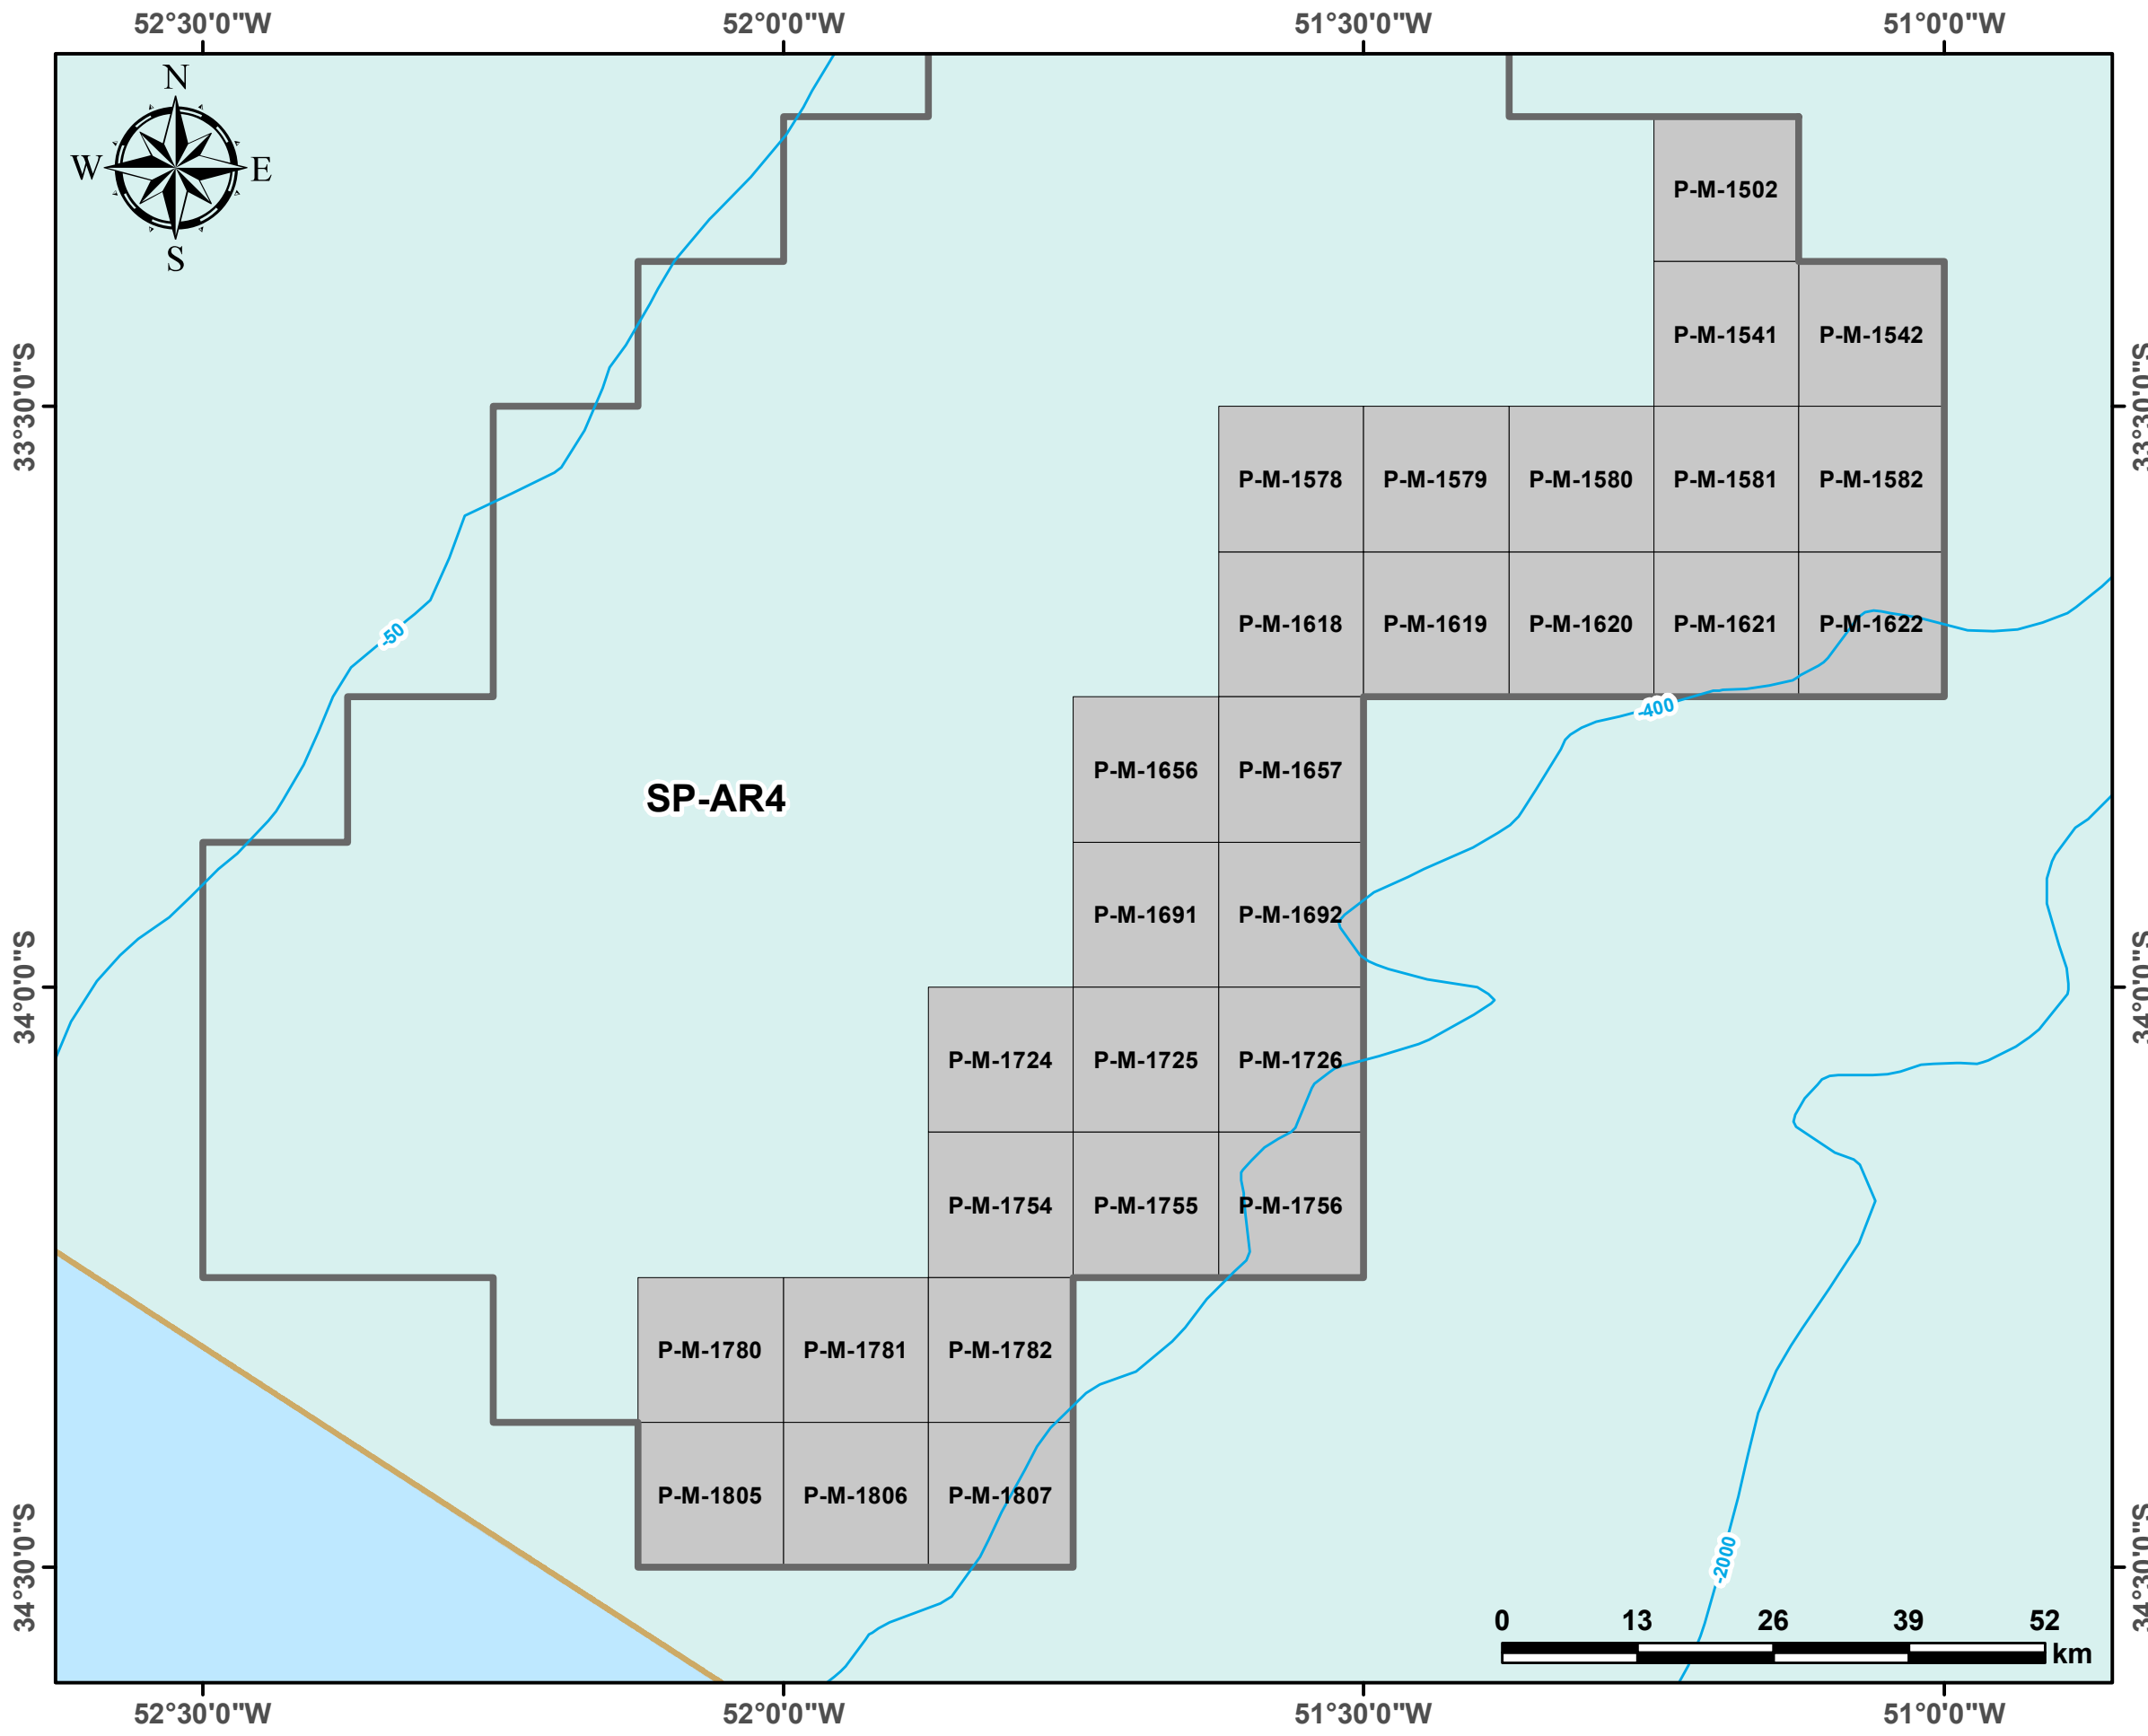 52°30'0"W 52°0'0"W 51°30'0"W 51°0'0"W
N
W E
S
P-M-1502
P-M-1541 P-M-1542
33°30'0"S 33°30'0"S
P-M-1578 P-M-1579 P-M-1580 P-M-1581 P-M-1582
P-M-1618 P-M-1619 P-M-1620 P-M-1621 P-M-1622
-50
-400
P-M-1656 P-M-1657
SP-AR4
P-M-1691 P-M-1692
34°0'0"S 34°0'0"S
P-M-1724 P-M-1725 P-M-1726
P-M-1754 P-M-1755 P-M-1756
P-M-1780 P-M-1781 P-M-1782
P-M-1805 P-M-1806 P-M-1807
34°30'0"S 34°30'0"S
-2000
0 13 26 39 52
km
52°30'0"W 52°0'0"W 51°30'0"W 51°0'0"W